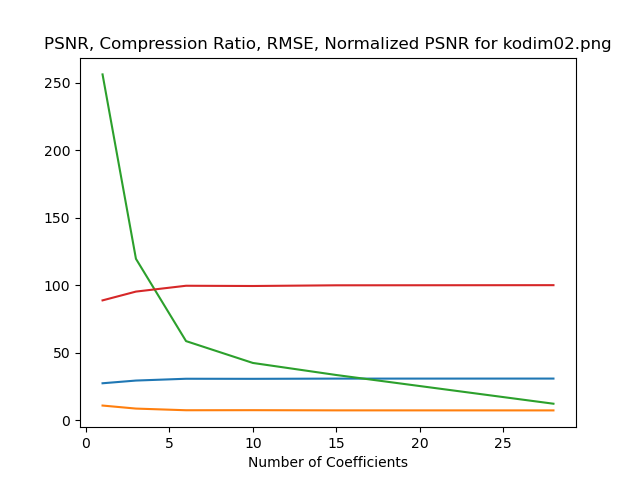 PSNR, Compression Ratio, RMSE, Normalized PSNR for kodim02.png
250
200
150
100
50
0
0 5 10 15 20 25
Number of Coefficients